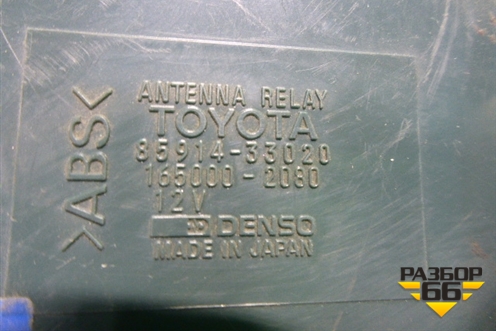 ANTENNA RELAY
TOYOTA
85914-33020
165000-2080
12V
DENSO
MADE IN JAPAN
>ABS<
РАЗБОР
66